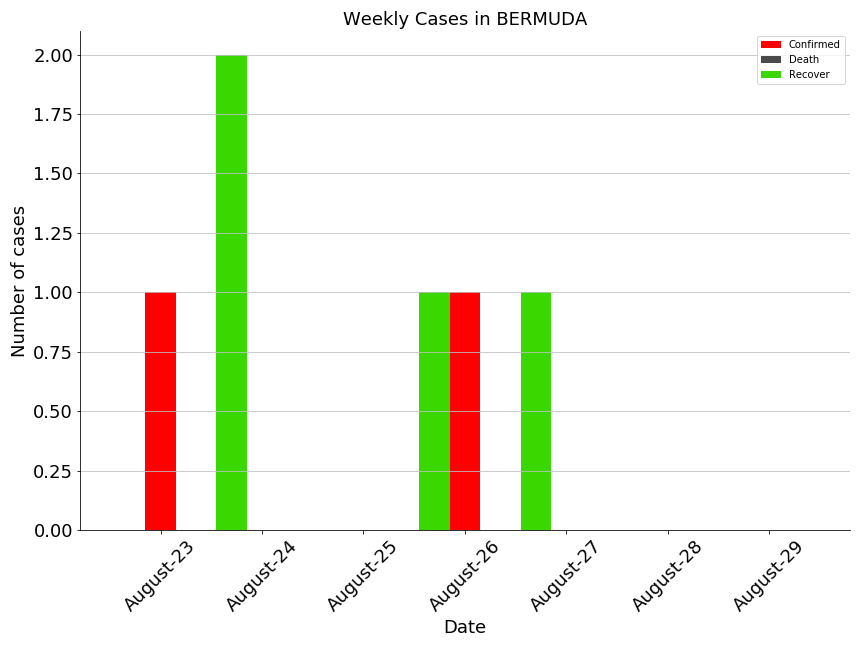 Weekly Cases in BERMUDA
Confirmed
Death
Recover
Number of cases
2.00
1.75
1.50
1.25
1.00
0.75
0.50
0.25
0.00
August-23
August-24
August-25
August-26
August-27
August-28
August-29
Date